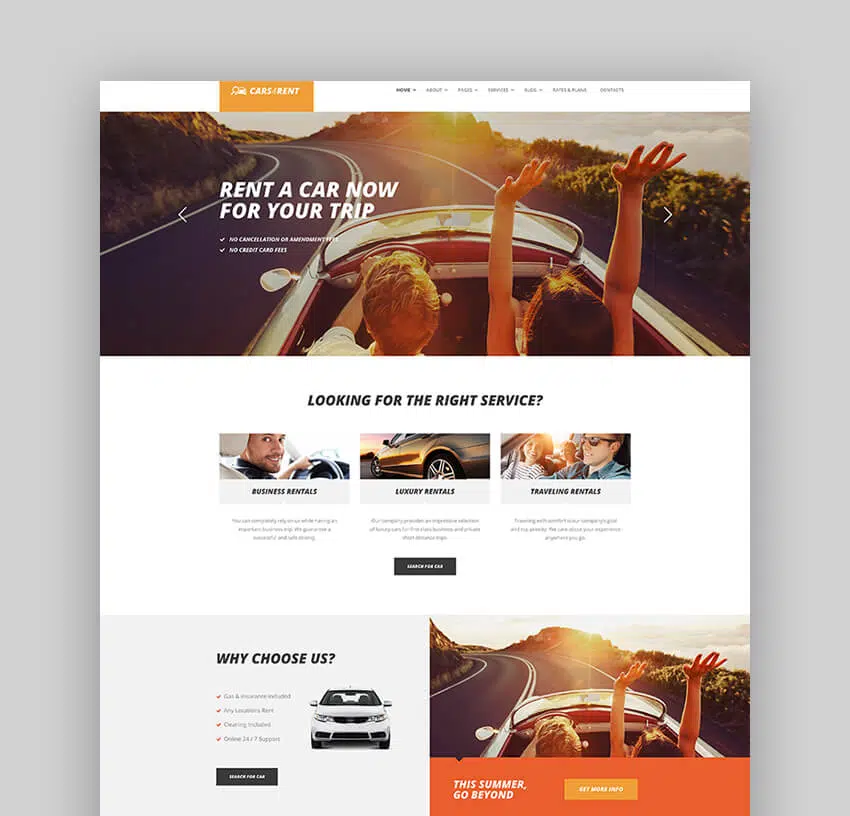 CARS4RENT
HOME ABOUT PAGES SERVICES BLOG RATES & PLANS CONTACTS
RENT A CAR NOW
FOR YOUR TRIP
NO CANCELLATION OR AMENDMENT FEES
NO CREDIT CARD FEES
LOOKING FOR THE RIGHT SERVICE?
BUSINESS RENTALS
You can completely rely on us while having an
important business trip. We guarantee a
successful and safe driving.
LUXURY RENTALS
Our company provides an impressive selection
of luxury cars for first class business and private
short distance trips.
TRAVELING RENTALS
Traveling with comfort is our company's goal
and top priority. We care about your experience
anywhere you go.
SEARCH FOR CAR
WHY CHOOSE US?
Gas & Insurance Included
Any Locations Rent
Cleaning Included
Online 24 / 7 Support
SEARCH FOR CAR
THIS SUMMER,
GO BEYOND
GET MORE INFO